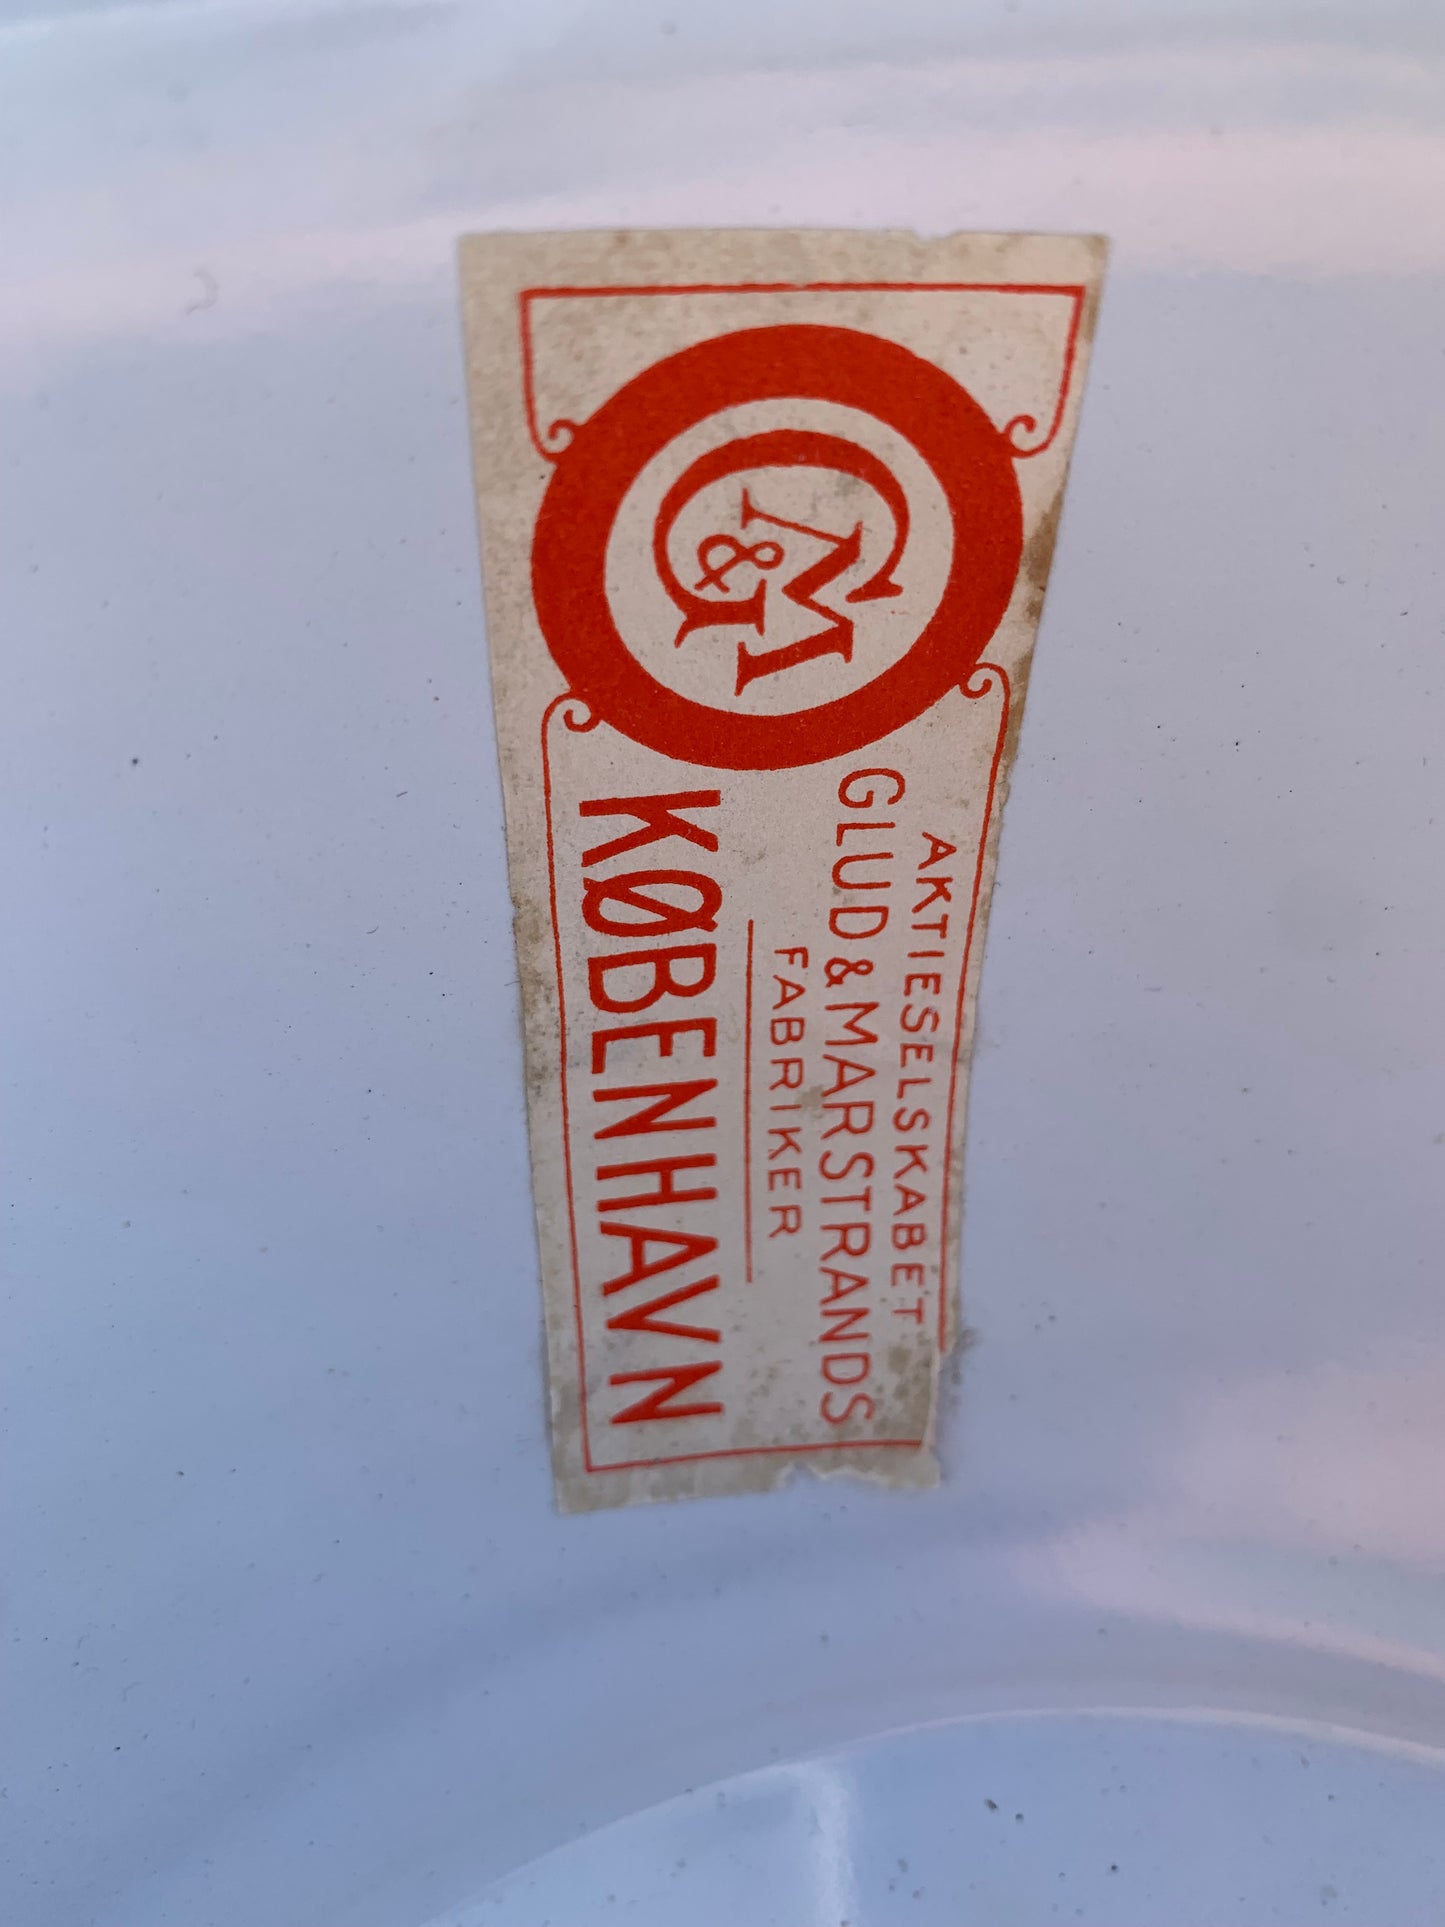 G & M
AKTIESELSKABET
GLUD & MARSTRANDS
FABRIKER
KØBENHAVN